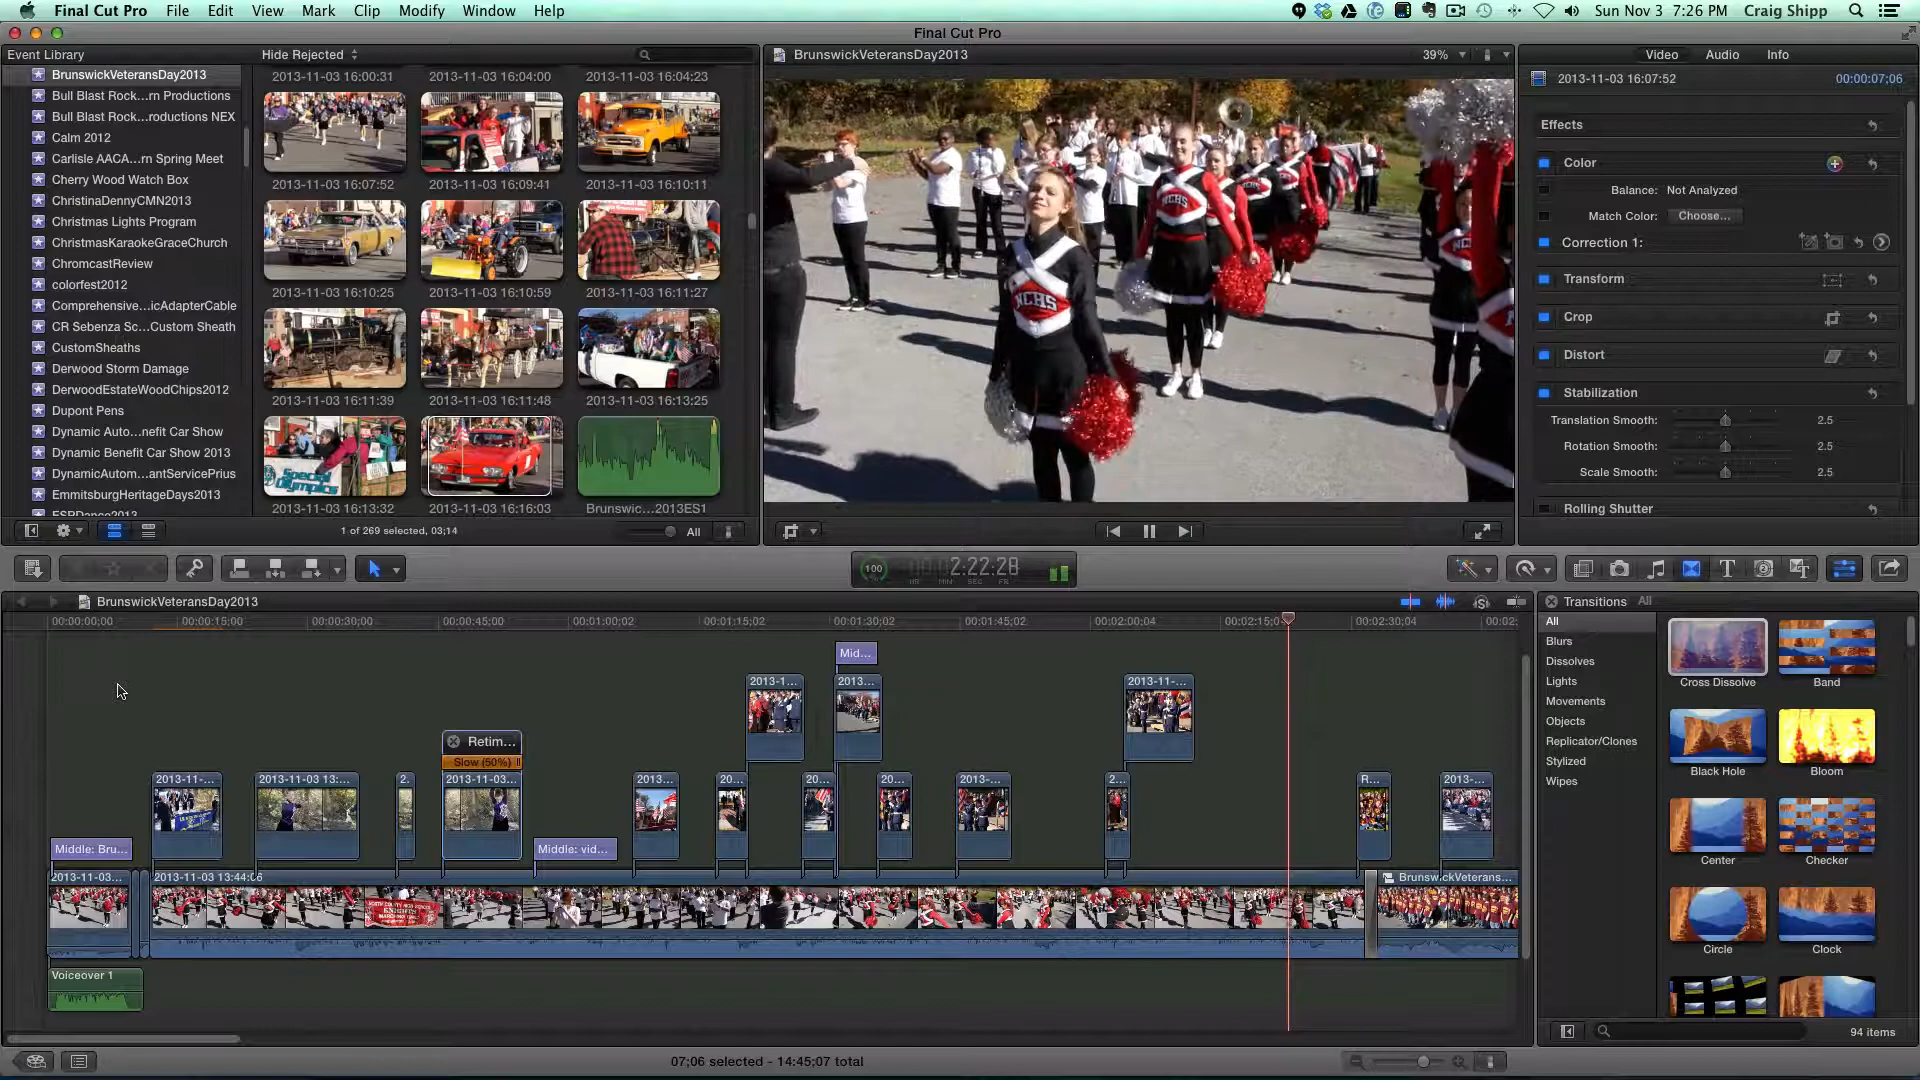 Final Cut Pro File Edit View Mark Clip Modify Window Help Sun Nov 3 7:26 PM Craig Shipp
Final Cut Pro
Event Library
Hide Rejected
BrunswickVeteransDay2013
Bull Blast Rock...rn Productions
Bull Blast Rock...roductions NEX
Calm 2012
Carlisle AACA...rn Spring Meet
Cherry Wood Watch Box
ChristinaDennyCMN2013
Christmas Lights Program
ChristmasKaraokeGraceChurch
ChromcastReview
colorfest2012
Comprehensive...icAdapterCable
CR Sebenza Sc...Custom Sheath
CustomSheaths
Derwood Storm Damage
DerwoodEstateWoodChips2012
Dupont Pens
Dynamic Auto...nefit Car Show
Dynamic Benefit Car Show 2013
DynamicAutom...antServicePrius
EmmitsburgHeritageDays2013
2013-11-03 16:00:31 2013-11-03 16:04:00 2013-11-03 16:04:23
2013-11-03 16:07:52 2013-11-03 16:09:41 2013-11-03 16:10:11
2013-11-03 16:10:25 2013-11-03 16:10:59 2013-11-03 16:11:27
2013-11-03 16:11:39 2013-11-03 16:11:48 2013-11-03 16:13:25
2013-11-03 16:13:32 2013-11-03 16:16:03 Brunswic...2013ES1
1 of 269 selected, 03;14
All
BrunswickVeteransDay2013
39%
NCHS
NCHS
Video Audio Info
2013-11-03 16:07:52 00:00:07;06
Effects
Color
Balance: Not Analyzed
Match Color: Choose...
Correction 1:
Transform
Crop
Distort
Stabilization
Translation Smooth: 2.5
Rotation Smooth: 2.5
Scale Smooth: 2.5
Rolling Shutter
100 2:22:28
HR MIN SEC FR
BrunswickVeteransDay2013
00:00:00;00 00:00:15;00 00:00:30;00 00:00:45;00 00:01:00;02 00:01:15;02 00:01:30;02 00:01:45;02 00:02:00;04 00:02:15;0 00:02:30;04 00:02:
Mid...
2013-1... 2013... 2013-11-...
Retim...
Slow (50%)
2013-11-... 2013-11-03 13:... 2. 2013-11-03... 2013... 20... 20... 20... 2013-... 2... R... 2013-...
Middle: Bru... Middle: vid...
2013-11-03... 2013-11-03 13:44:06 BrunswickVeterans...
Voiceover 1
07;06 selected - 14:45;07 total
Transitions All
All
Blurs
Dissolves
Lights
Movements
Objects
Replicator/Clones
Stylized
Wipes
Cross Dissolve Band
Black Hole Bloom
Center Checker
Circle Clock
94 items